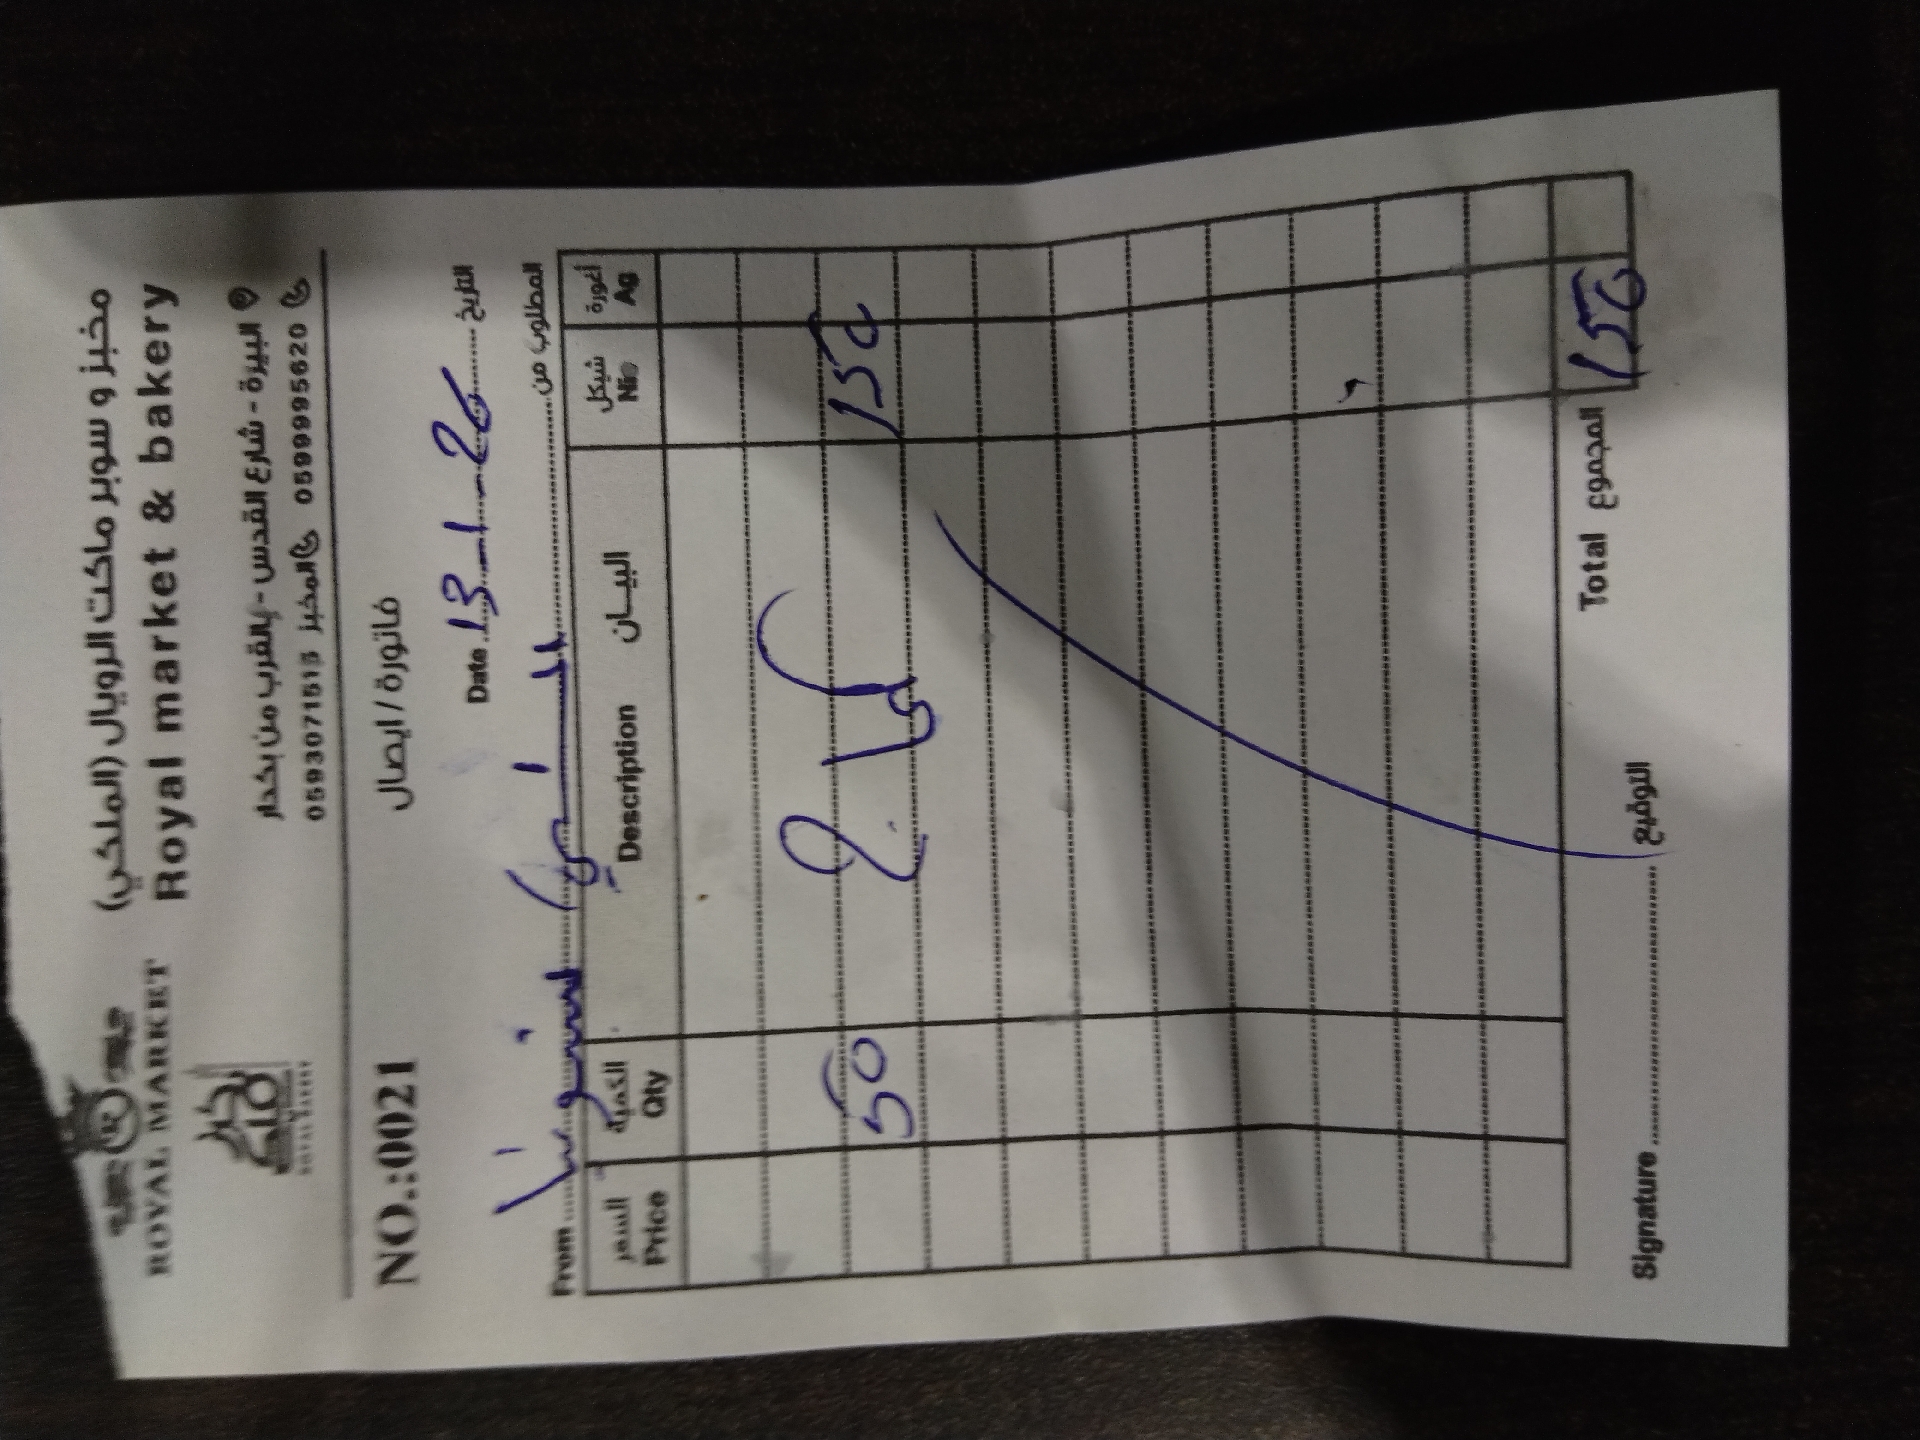 مخبز و سوبر ماركت الرويال (الملكي)
Royal market & bakery
ROYAL MARKET
البيرة - شارع القدس - بالقرب من بكدار
0599995620 المخبز 0593071515
فاتورة / ايصال
NO.:0021
Date 13-1-26 التاريخ
From المطلوب من
السعر الكمية البيان شيكل أغورة
Price Qty Description Nis Ag
50 150
Total المجموع 150
Signature التوقيع